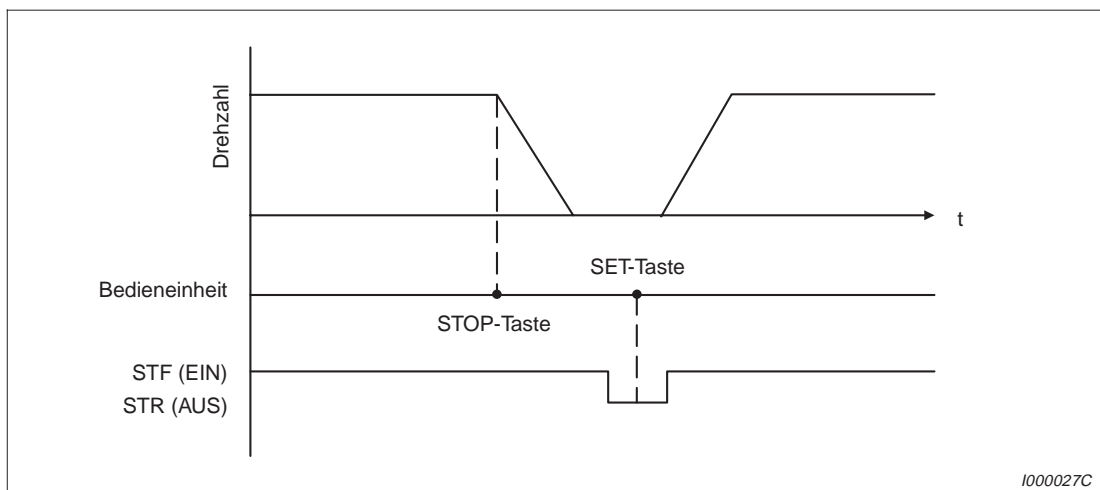 Drehzahl
t
SET-Taste
Bedieneinheit
STOP-Taste
STF (EIN)
STR (AUS)
I000027C